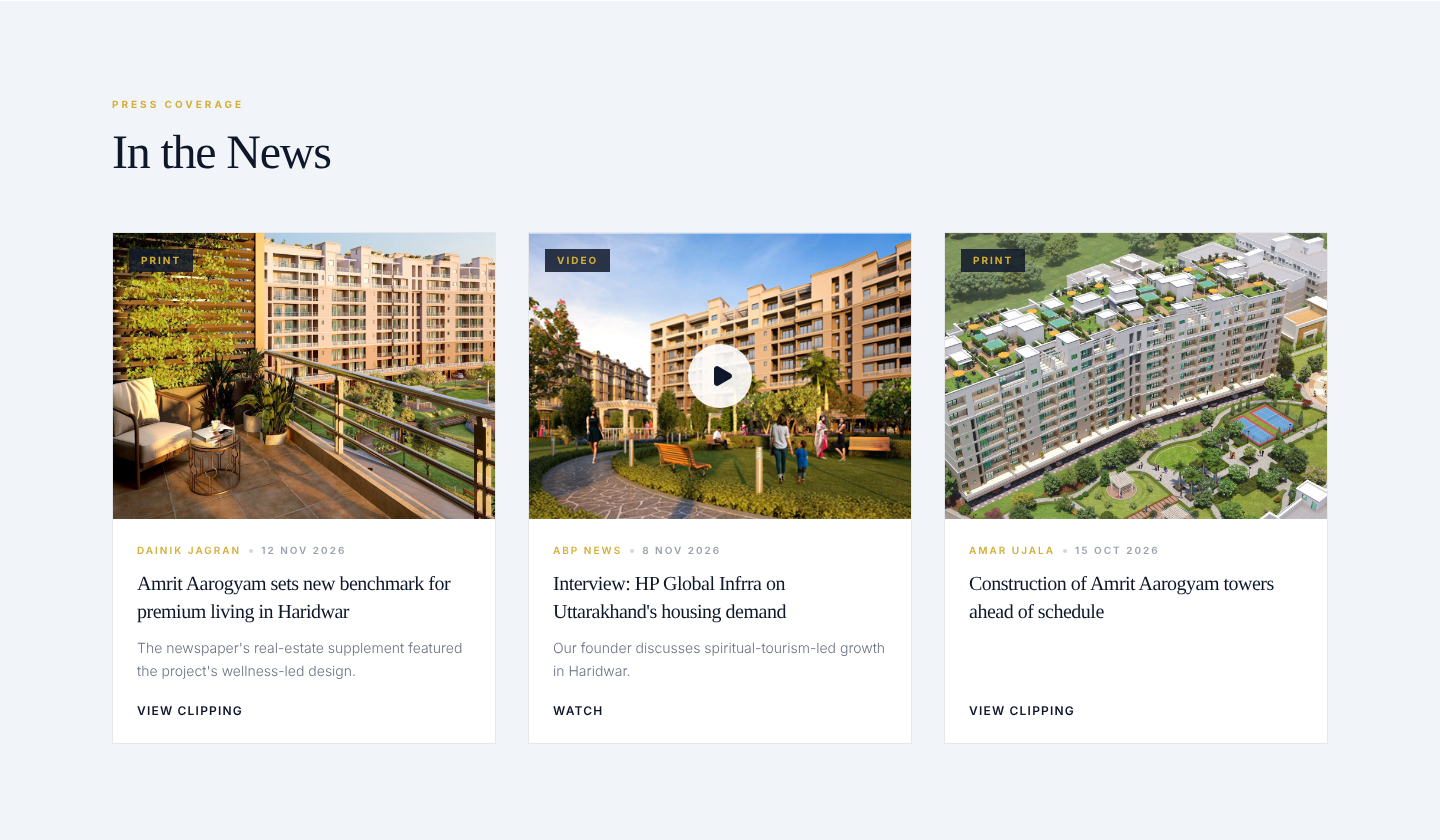 PRESS COVERAGE
In the News
PRINT
DAINIK JAGRAN • 12 NOV 2026
Amrit Aarogyam sets new benchmark for
premium living in Haridwar
The newspaper's real-estate supplement featured
the project's wellness-led design.
VIEW CLIPPING
VIDEO
ABP NEWS • 8 NOV 2026
Interview: HP Global Infrra on
Uttarakhand's housing demand
Our founder discusses spiritual-tourism-led growth
in Haridwar.
WATCH
PRINT
AMAR UJALA • 15 OCT 2026
Construction of Amrit Aarogyam towers
ahead of schedule
VIEW CLIPPING